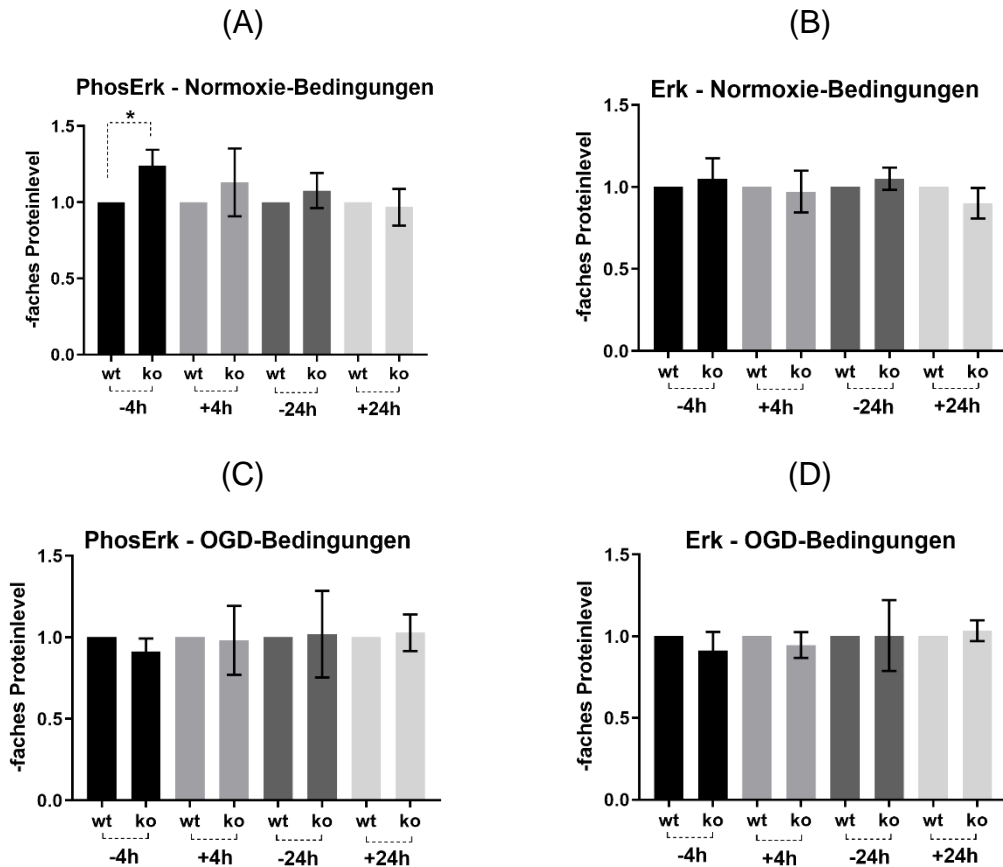 (A)
PhosErk - Normoxie-Bedingungen
*
-faches Proteinlevel
1.5
1.0
0.5
0.0
wt ko wt ko wt ko wt ko
-4h +4h -24h +24h
(B)
Erk - Normoxie-Bedingungen
-faches Proteinlevel
1.5
1.0
0.5
0.0
wt ko wt ko wt ko wt ko
-4h +4h -24h +24h
(C)
PhosErk - OGD-Bedingungen
-faches Proteinlevel
1.5
1.0
0.5
0.0
wt ko wt ko wt ko wt ko
-4h +4h -24h +24h
(D)
Erk - OGD-Bedingungen
-faches Proteinlevel
1.5
1.0
0.5
0.0
wt ko wt ko wt ko wt ko
-4h +4h -24h +24h